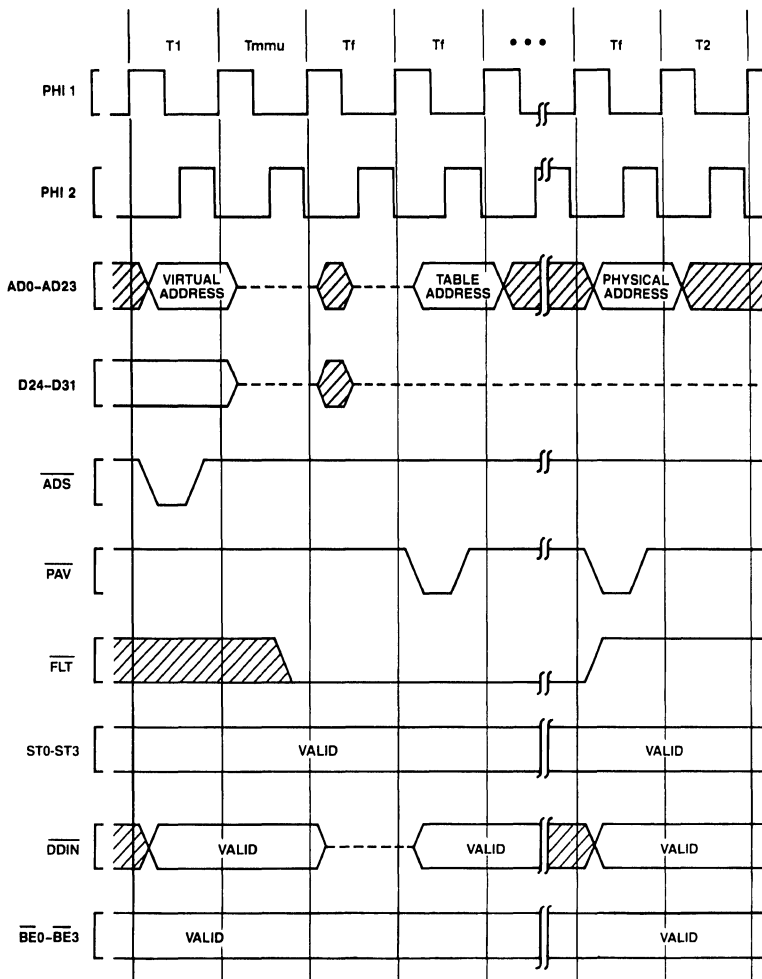 T1 Tmmu Tf Tf • • • Tf T2
PHI 1
PHI 2
AD0–AD23
VIRTUAL
ADDRESS
TABLE
ADDRESS
PHYSICAL
ADDRESS
D24–D31
ADS
PAV
FLT
ST0-ST3
VALID VALID
DDIN
VALID VALID VALID
BE0–BE3
VALID VALID